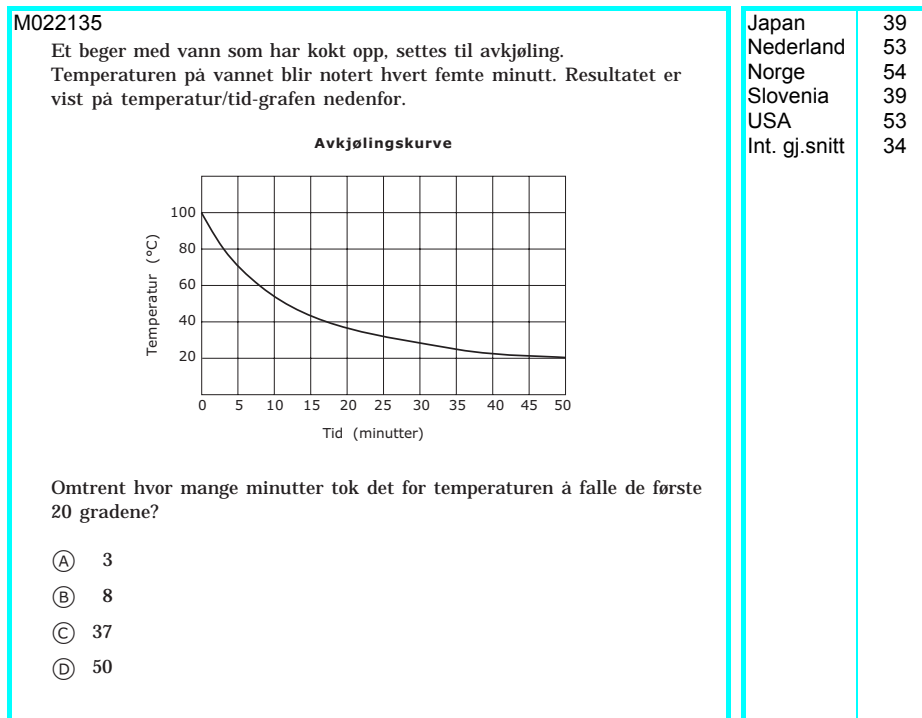 M022135
Et beger med vann som har kokt opp, settes til avkjøling.
Temperaturen på vannet blir notert hvert femte minutt. Resultatet er
vist på temperatur/tid-grafen nedenfor.
Avkjølingskurve
Temperatur (°C)
100
80
60
40
20
0 5 10 15 20 25 30 35 40 45 50
Tid (minutter)
Omtrent hvor mange minutter tok det for temperaturen å falle de første
20 gradene?
A 3
B 8
C 37
D 50
Japan 39
Nederland 53
Norge 54
Slovenia 39
USA 53
Int. gj.snitt 34